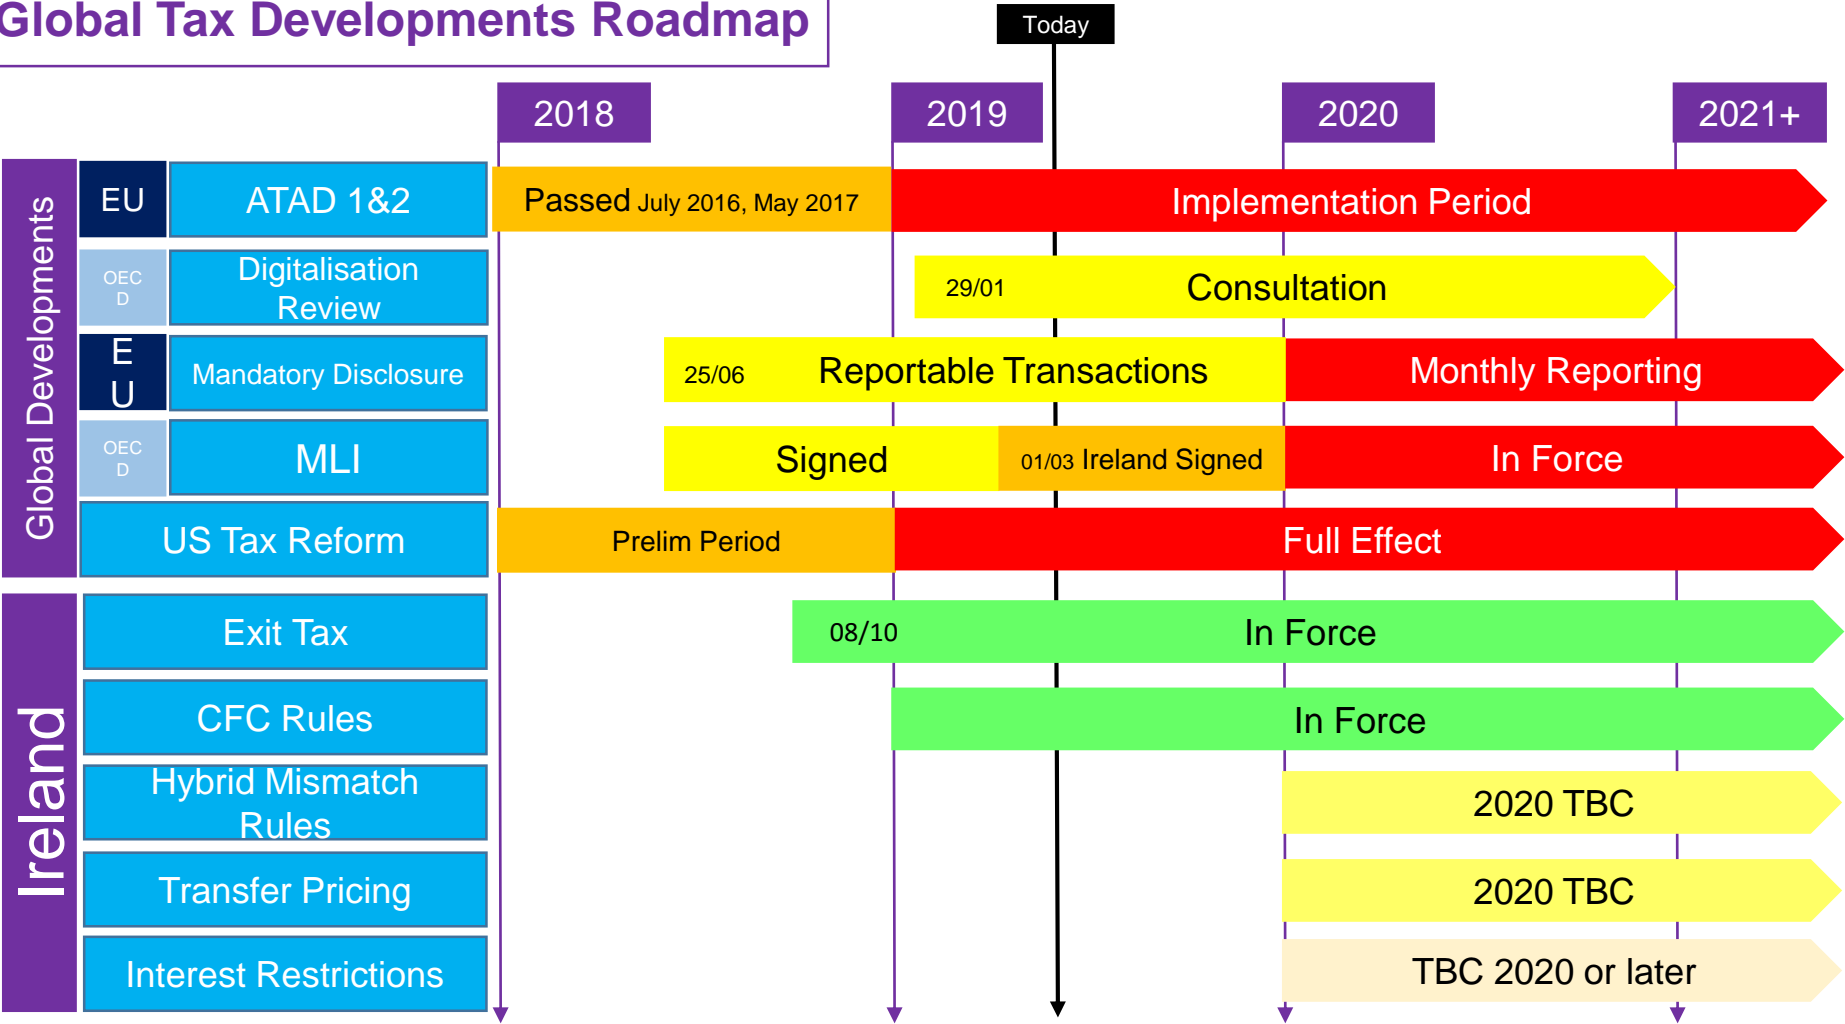 Global Tax Developments Roadmap
Today
2018
2019
2020
2021+
Global Developments
EU
ATAD 1&2
Passed July 2016, May 2017
Implementation Period
OEC
D
Digitalisation
Review
29/01
Consultation
E
U
Mandatory Disclosure
25/06
Reportable Transactions
Monthly Reporting
OEC
D
MLI
Signed
01/03 Ireland Signed
In Force
US Tax Reform
Prelim Period
Full Effect
Ireland
Exit Tax
08/10
In Force
CFC Rules
In Force
Hybrid Mismatch
Rules
2020 TBC
Transfer Pricing
2020 TBC
Interest Restrictions
TBC 2020 or later